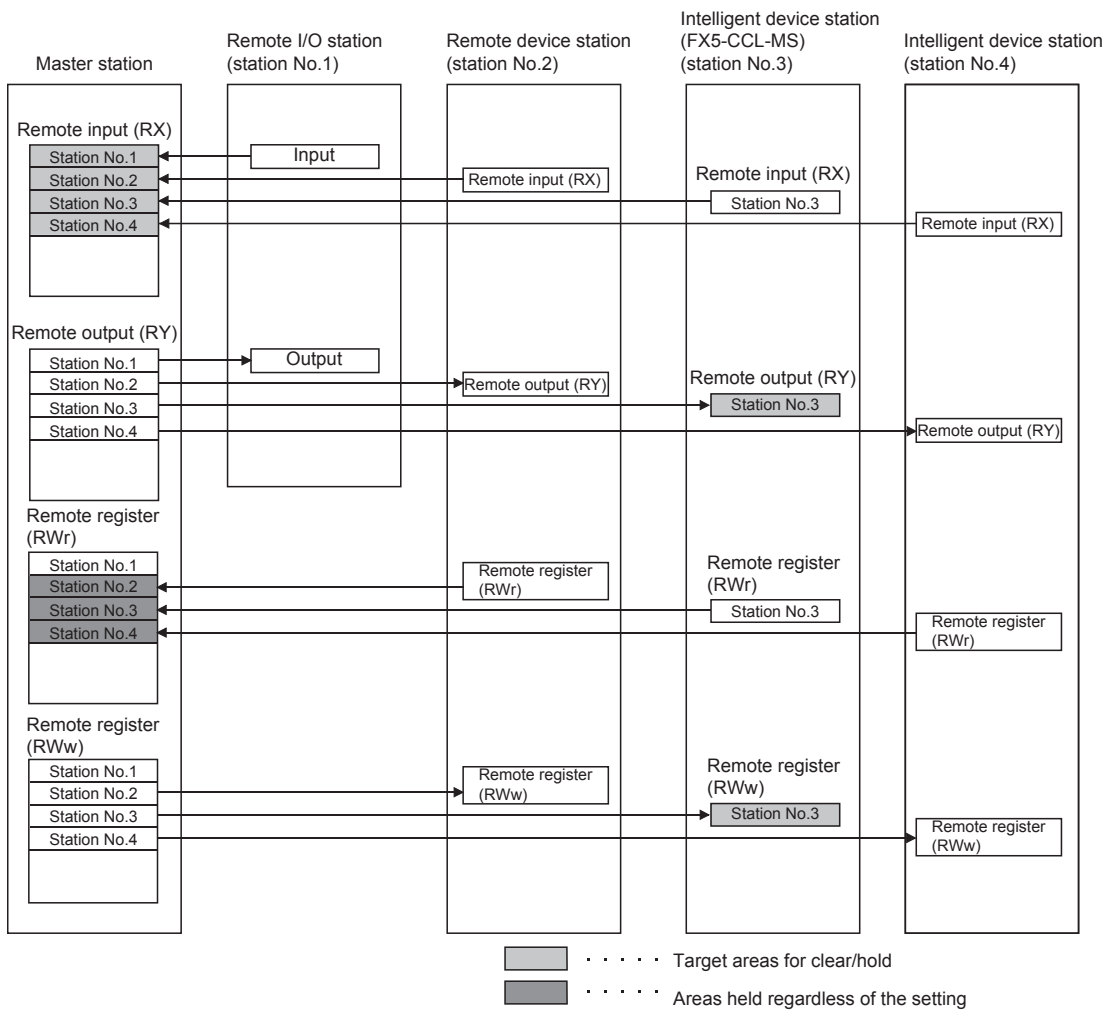 Master station
Remote I/O station
(station No.1)
Remote device station
(station No.2)
Intelligent device station
(FX5-CCL-MS)
(station No.3)
Intelligent device station
(station No.4)
Remote input (RX)
Station No.1
Station No.2
Station No.3
Station No.4
Input
Remote input (RX)
Remote input (RX)
Station No.3
Remote input (RX)
Remote output (RY)
Station No.1
Station No.2
Station No.3
Station No.4
Output
Remote output (RY)
Remote output (RY)
Station No.3
Remote output (RY)
Remote register
(RWr)
Station No.1
Station No.2
Station No.3
Station No.4
Remote register
(RWr)
Remote register
(RWr)
Station No.3
Remote register
(RWr)
Remote register
(RWw)
Station No.1
Station No.2
Station No.3
Station No.4
Remote register
(RWw)
Remote register
(RWw)
Station No.3
Remote register
(RWw)
· · · · · Target areas for clear/hold
· · · · · Areas held regardless of the setting